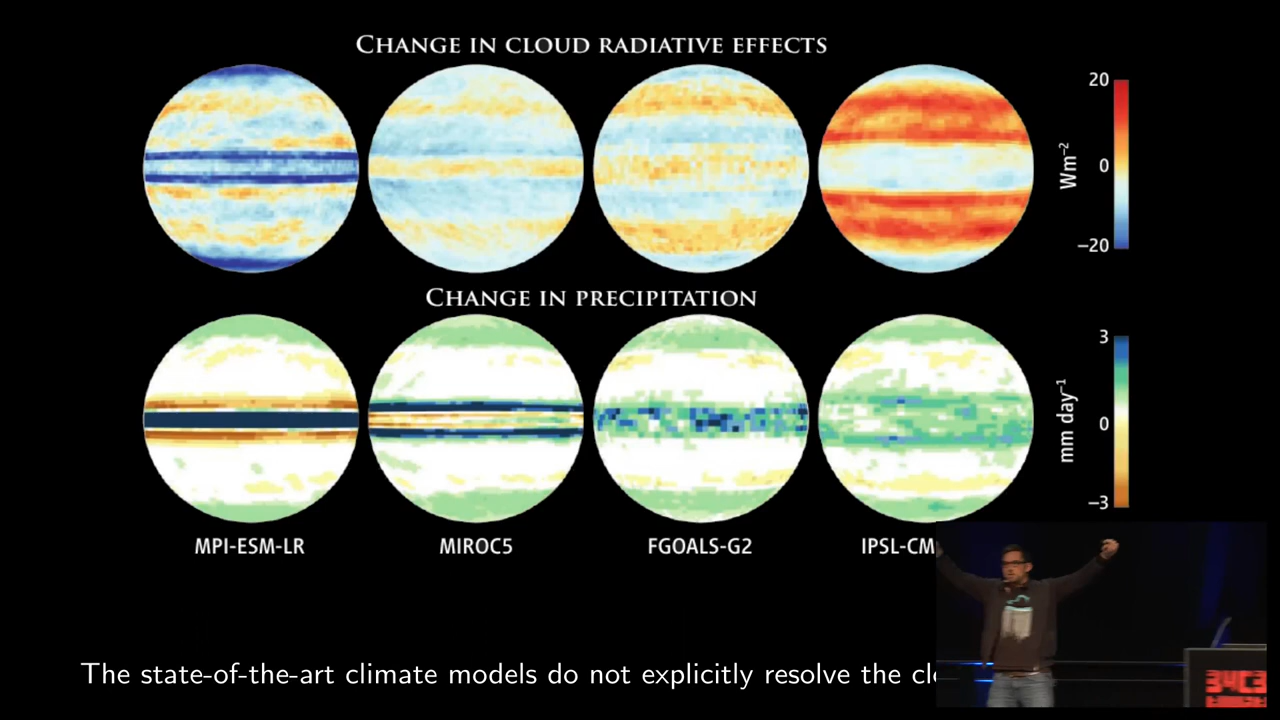 CHANGE IN CLOUD RADIATIVE EFFECTS
20
Wm⁻²
0
−20
CHANGE IN PRECIPITATION
3
mm day⁻¹
0
−3
MPI-ESM-LR MIROC5 FGOALS-G2 IPSL-CM
The state-of-the-art climate models do not explicitly resolve the
34C3